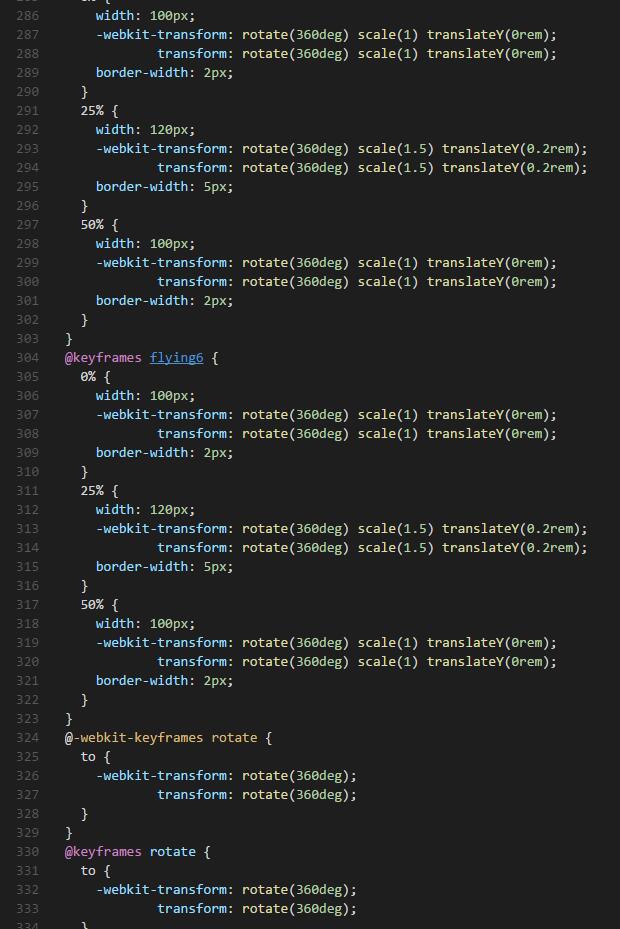 286 width: 100px;
287 -webkit-transform: rotate(360deg) scale(1) translateY(0rem);
288 transform: rotate(360deg) scale(1) translateY(0rem);
289 border-width: 2px;
290 }
291 25% {
292 width: 120px;
293 -webkit-transform: rotate(360deg) scale(1.5) translateY(0.2rem);
294 transform: rotate(360deg) scale(1.5) translateY(0.2rem);
295 border-width: 5px;
296 }
297 50% {
298 width: 100px;
299 -webkit-transform: rotate(360deg) scale(1) translateY(0rem);
300 transform: rotate(360deg) scale(1) translateY(0rem);
301 border-width: 2px;
302 }
303 }
304 @keyframes flying6 {
305 0% {
306 width: 100px;
307 -webkit-transform: rotate(360deg) scale(1) translateY(0rem);
308 transform: rotate(360deg) scale(1) translateY(0rem);
309 border-width: 2px;
310 }
311 25% {
312 width: 120px;
313 -webkit-transform: rotate(360deg) scale(1.5) translateY(0.2rem);
314 transform: rotate(360deg) scale(1.5) translateY(0.2rem);
315 border-width: 5px;
316 }
317 50% {
318 width: 100px;
319 -webkit-transform: rotate(360deg) scale(1) translateY(0rem);
320 transform: rotate(360deg) scale(1) translateY(0rem);
321 border-width: 2px;
322 }
323 }
324 @-webkit-keyframes rotate {
325 to {
326 -webkit-transform: rotate(360deg);
327 transform: rotate(360deg);
328 }
329 }
330 @keyframes rotate {
331 to {
332 -webkit-transform: rotate(360deg);
333 transform: rotate(360deg);
334 }